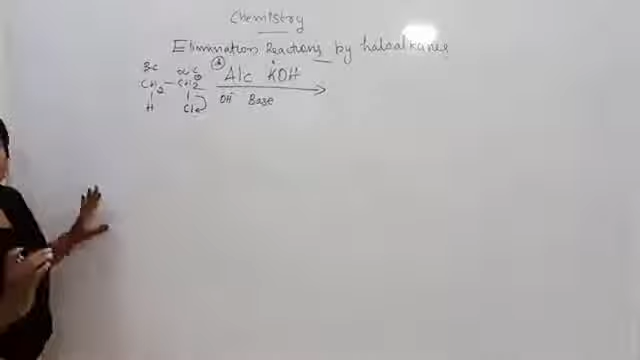 Chemistry
Elimination Reactions by haloalkanes
βC αC Alc KOH
CH2 - CH2
H Cl OH⁻ Base